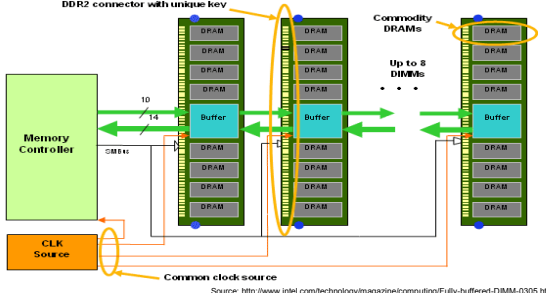 DDR2 connector with unique key
Commodity
DRAMs
DRAM
DRAM
DRAM
DRAM
DRAM
DRAM
DRAM
DRAM
DRAM
DRAM
DRAM
DRAM
Up to 8
DIMMs
. . .
10
14
Buffer
Buffer
Buffer
Memory
Controller
SMBus
DRAM
DRAM
DRAM
DRAM
DRAM
DRAM
DRAM
DRAM
DRAM
DRAM
DRAM
DRAM
CLK
Source
Common clock source
Source: http://www.intel.com/technology/magazine/computing/Fully-buffered-DIMM-0305.ht